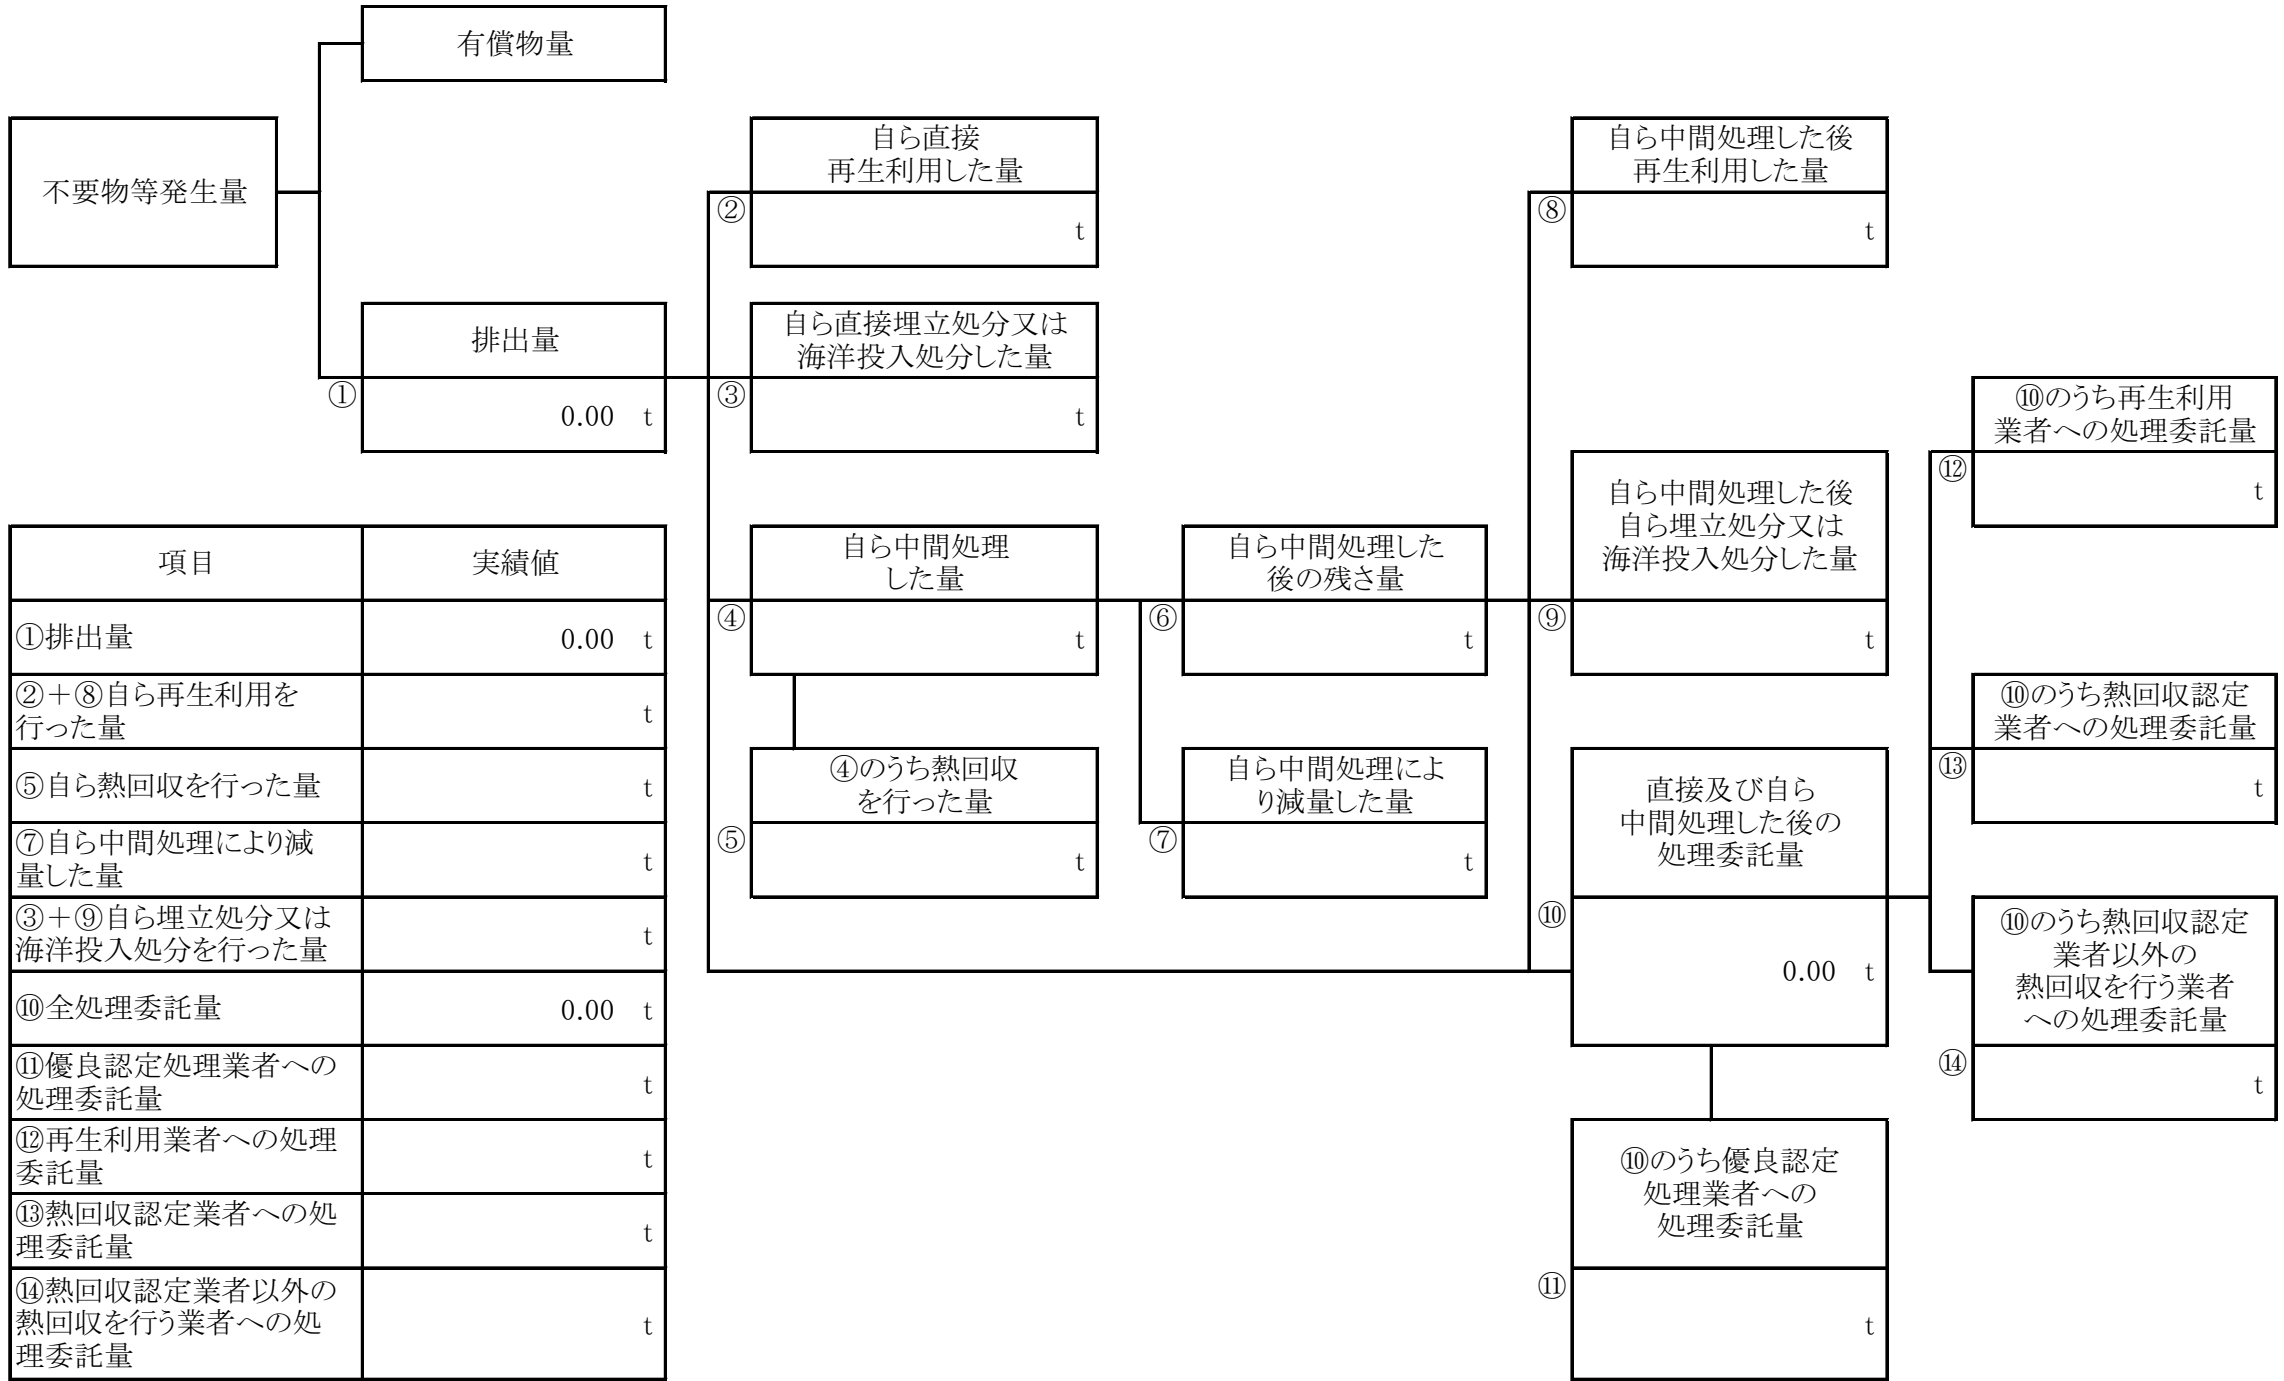 有償物量
不要物等発生量
排出量
①
0.00 t
自ら直接
再生利用した量
②
t
自ら直接埋立処分又は
海洋投入処分した量
③
t
自ら中間処理
した量
④
t
④のうち熱回収
を行った量
⑤
t
自ら中間処理した
後の残さ量
⑥
t
自ら中間処理によ
り減量した量
⑦
t
自ら中間処理した後
再生利用した量
⑧
t
自ら中間処理した後
自ら埋立処分又は
海洋投入処分した量
⑨
t
直接及び自ら
中間処理した後の
処理委託量
⑩
0.00 t
⑩のうち優良認定
処理業者への
処理委託量
⑪
t
⑩のうち再生利用
業者への処理委託量
⑫
t
⑩のうち熱回収認定
業者への処理委託量
⑬
t
⑩のうち熱回収認定
業者以外の
熱回収を行う業者
への処理委託量
⑭
t
項目 実績値
①排出量 0.00 t
②＋⑧自ら再生利用を
行った量
t
⑤自ら熱回収を行った量 t
⑦自ら中間処理により減
量した量
t
③＋⑨自ら埋立処分又は
海洋投入処分を行った量
t
⑩全処理委託量 0.00 t
⑪優良認定処理業者への
処理委託量
t
⑫再生利用業者への処理
委託量
t
⑬熱回収認定業者への処
理委託量
t
⑭熱回収認定業者以外の
熱回収を行う業者への処
理委託量
t